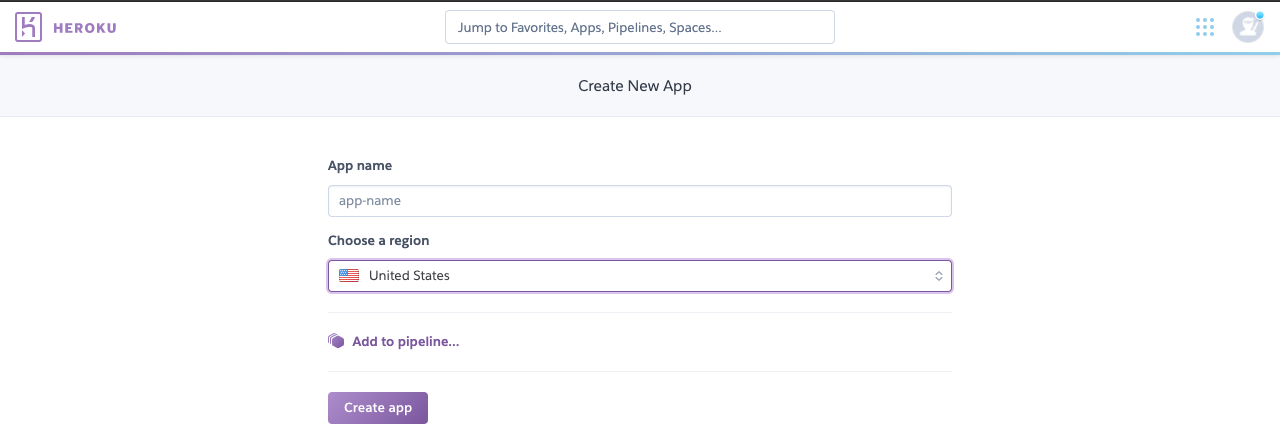 HEROKU
Jump to Favorites, Apps, Pipelines, Spaces...
Create New App
App name
app-name
Choose a region
United States
Add to pipeline...
Create app